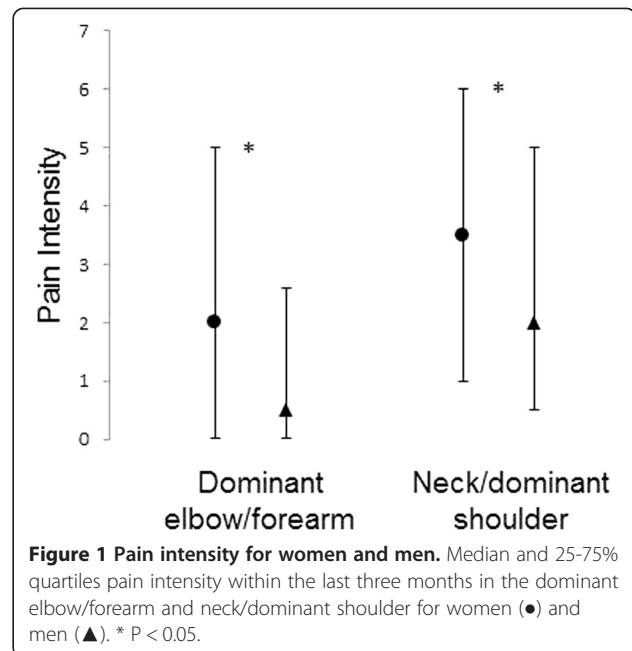 7
6
5
4
3
2
1
0
Pain Intensity
*
*
Dominant
elbow/forearm
Neck/dominant
shoulder
Figure 1 Pain intensity for women and men. Median and 25-75%
quartiles pain intensity within the last three months in the dominant
elbow/forearm and neck/dominant shoulder for women (●) and
men (▲). * P < 0.05.